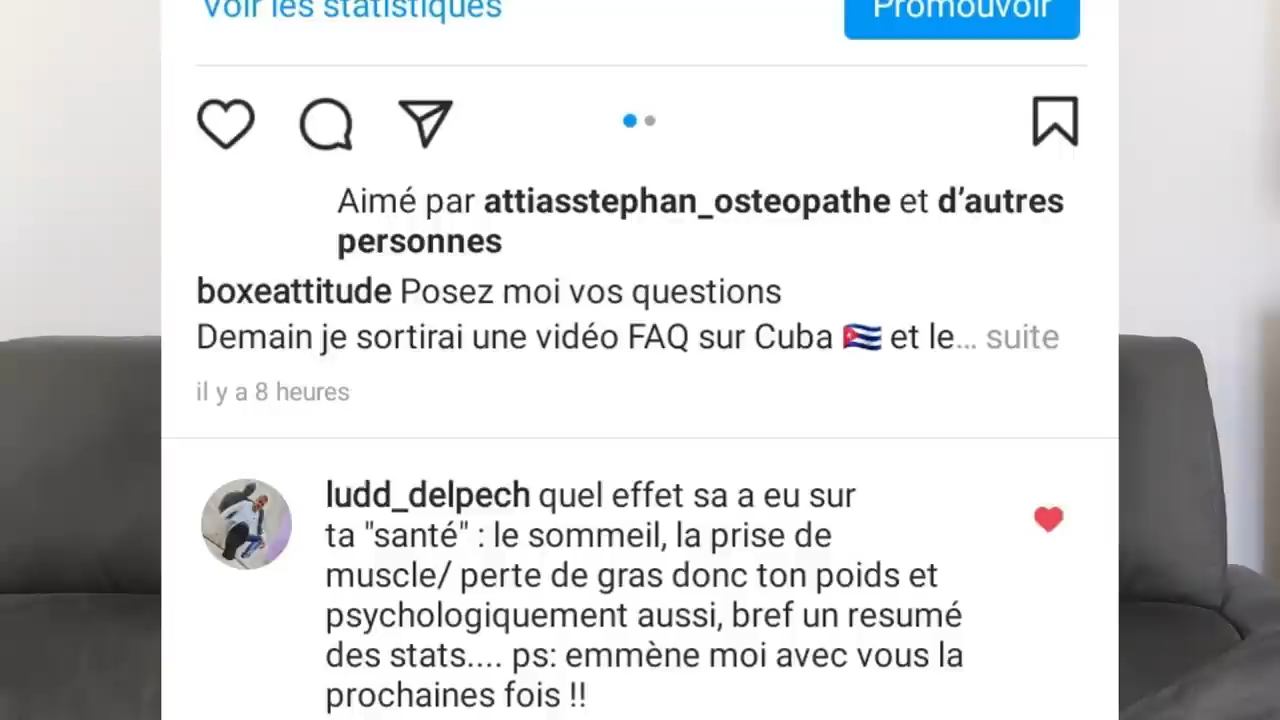 Voir les statistiques
Promouvoir
Aimé par attiasstephan_osteopathe et d’autres
personnes
boxeattitude Posez moi vos questions
Demain je sortirai une vidéo FAQ sur Cuba 🇨🇺 et le... suite
il y a 8 heures
ludd_delpech quel effet sa a eu sur
ta "santé" : le sommeil, la prise de
muscle/ perte de gras donc ton poids et
psychologiquement aussi, bref un resumé
des stats.... ps: emmène moi avec vous la
prochaines fois !!